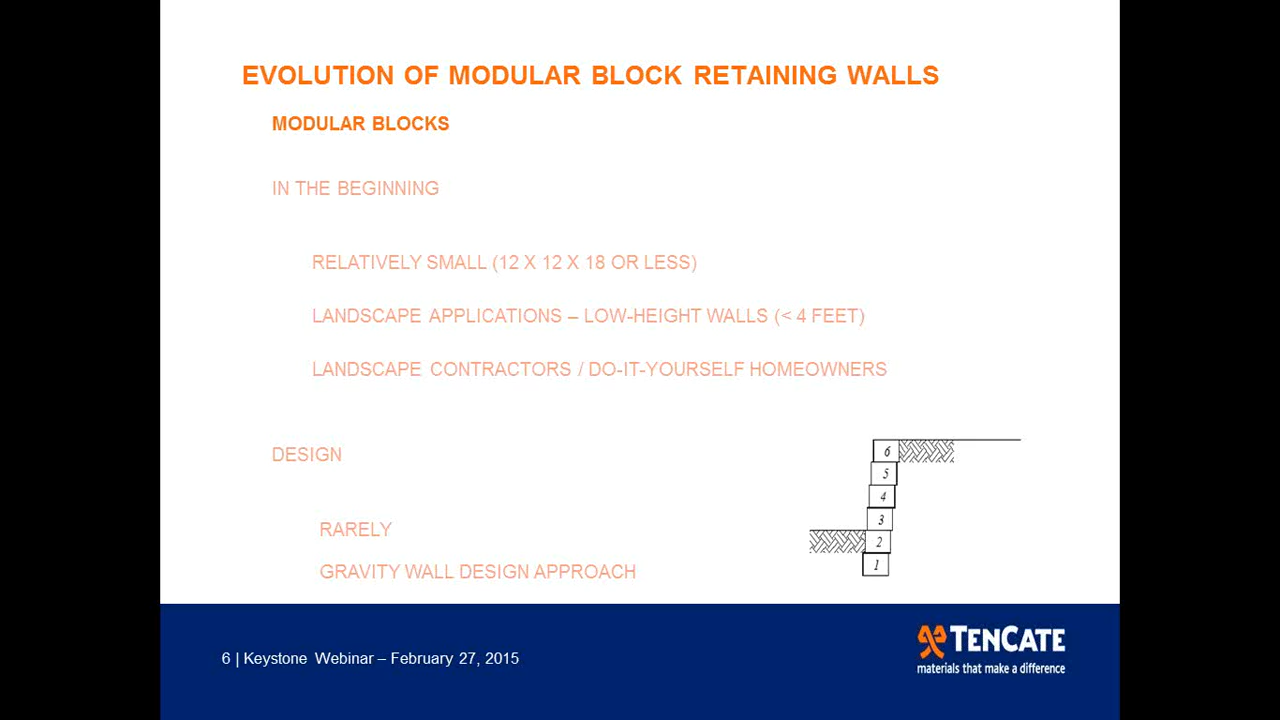 EVOLUTION OF MODULAR BLOCK RETAINING WALLS
MODULAR BLOCKS
IN THE BEGINNING
RELATIVELY SMALL (12 X 12 X 18 OR LESS)
LANDSCAPE APPLICATIONS – LOW-HEIGHT WALLS (< 4 FEET)
LANDSCAPE CONTRACTORS / DO-IT-YOURSELF HOMEOWNERS
DESIGN
RARELY
GRAVITY WALL DESIGN APPROACH
6
5
4
3
2
1
6 | Keystone Webinar – February 27, 2015
TENCATE
materials that make a difference